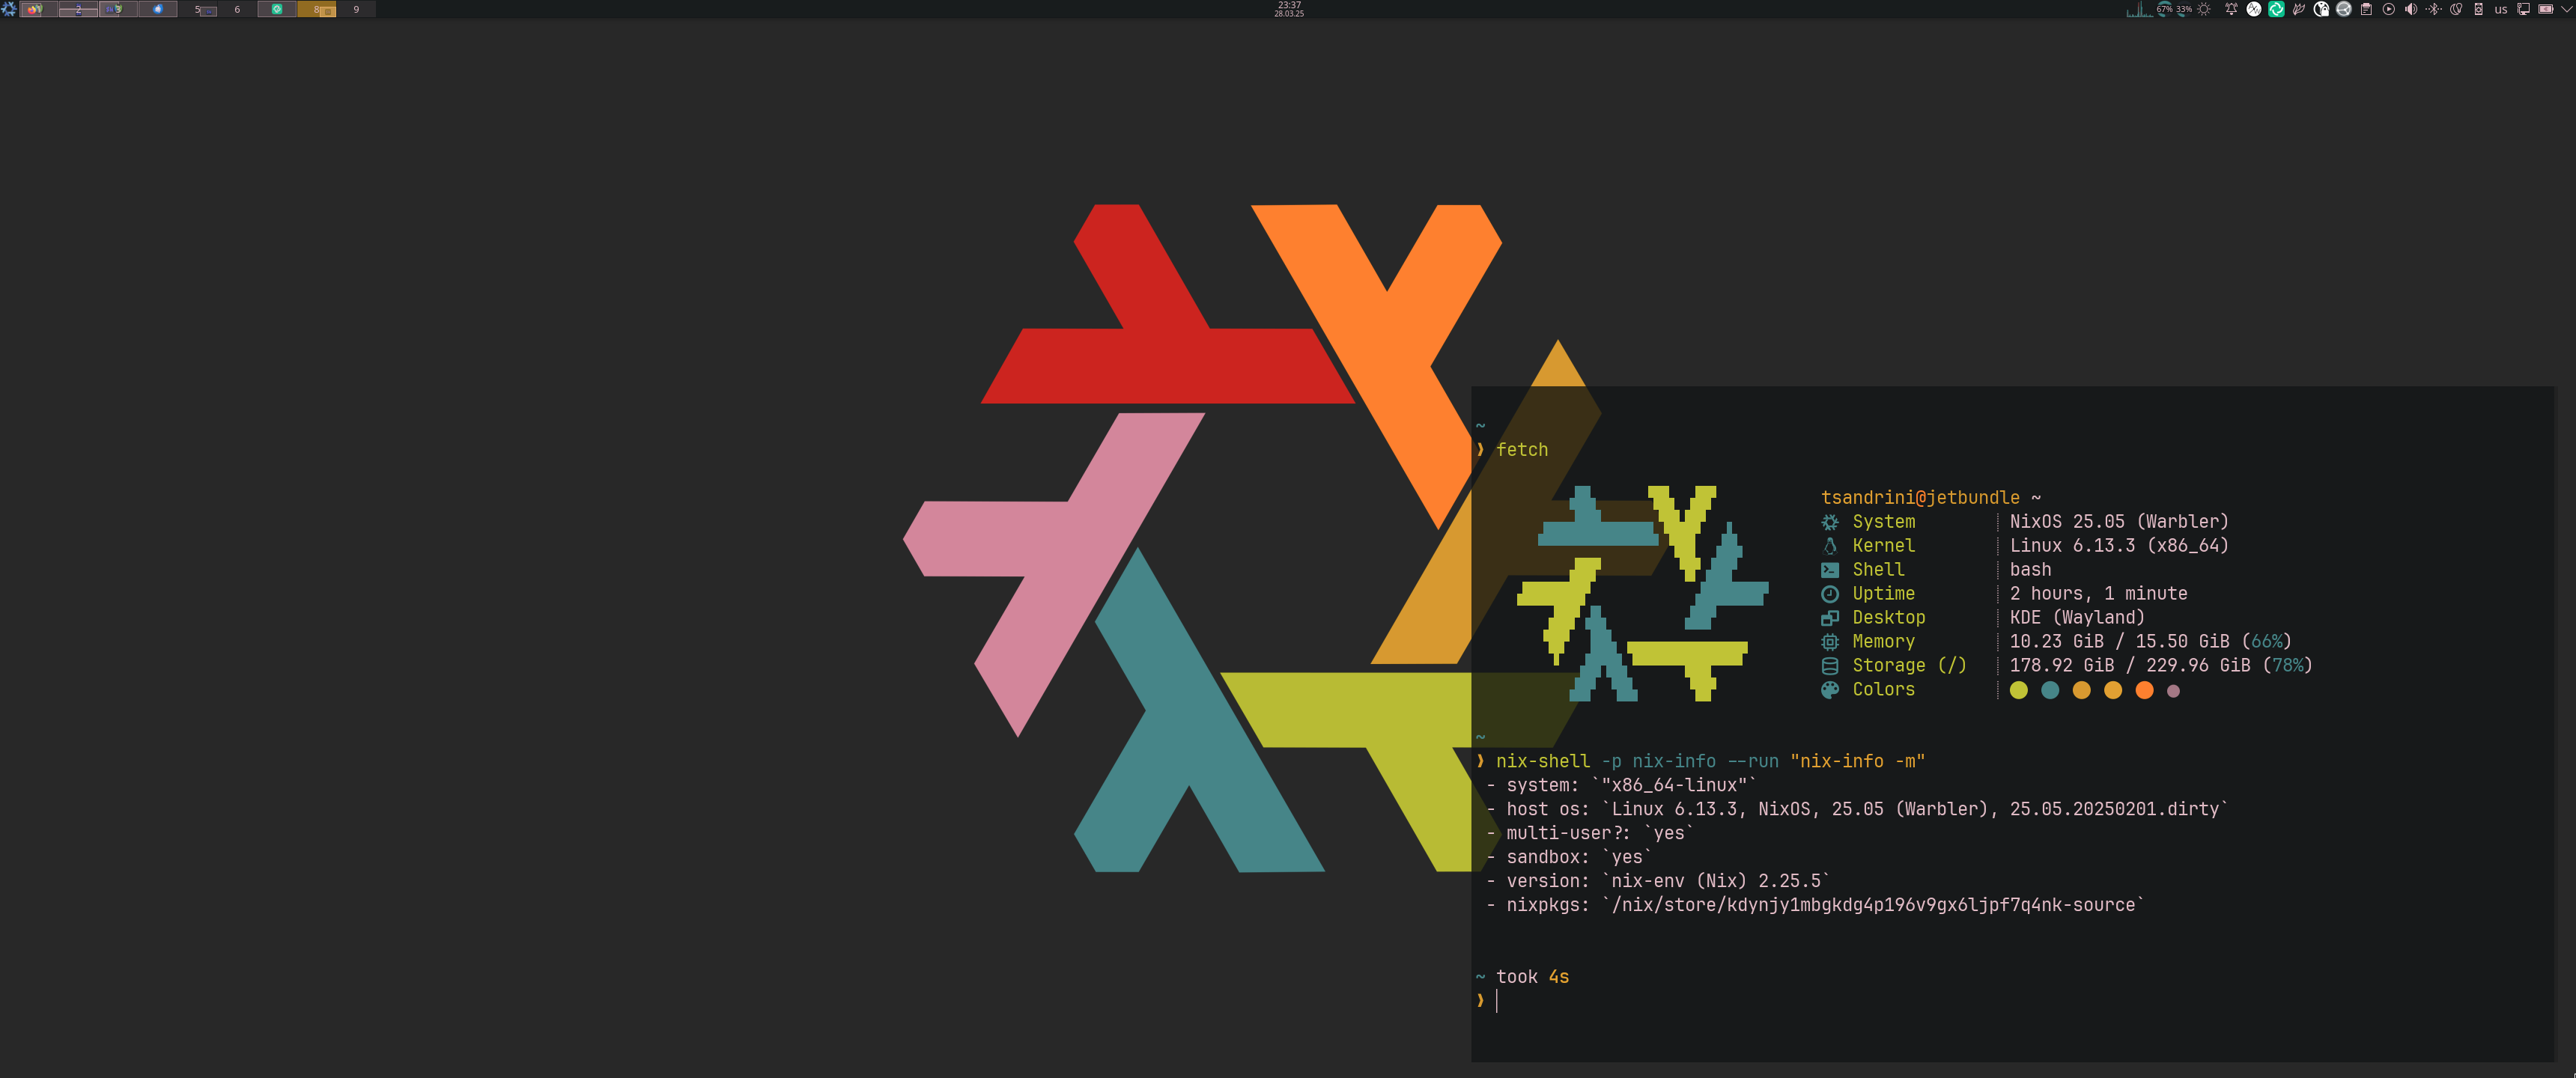 2
5
6
8
9
23:37
28.03.25
67% 33%
us
~
❯ fetch
tsandrini@jetbundle ~
System NixOS 25.05 (Warbler)
Kernel Linux 6.13.3 (x86_64)
Shell bash
Uptime 2 hours, 1 minute
Desktop KDE (Wayland)
Memory 10.23 GiB / 15.50 GiB (66%)
Storage (/) 178.92 GiB / 229.96 GiB (78%)
Colors
~
❯ nix-shell -p nix-info --run "nix-info -m"
- system: `"x86_64-linux"`
- host os: `Linux 6.13.3, NixOS, 25.05 (Warbler), 25.05.20250201.dirty`
- multi-user?: `yes`
- sandbox: `yes`
- version: `nix-env (Nix) 2.25.5`
- nixpkgs: `/nix/store/kdynjy1mbgkdg4p196v9gx6ljpf7q4nk-source`
~ took 4s
❯